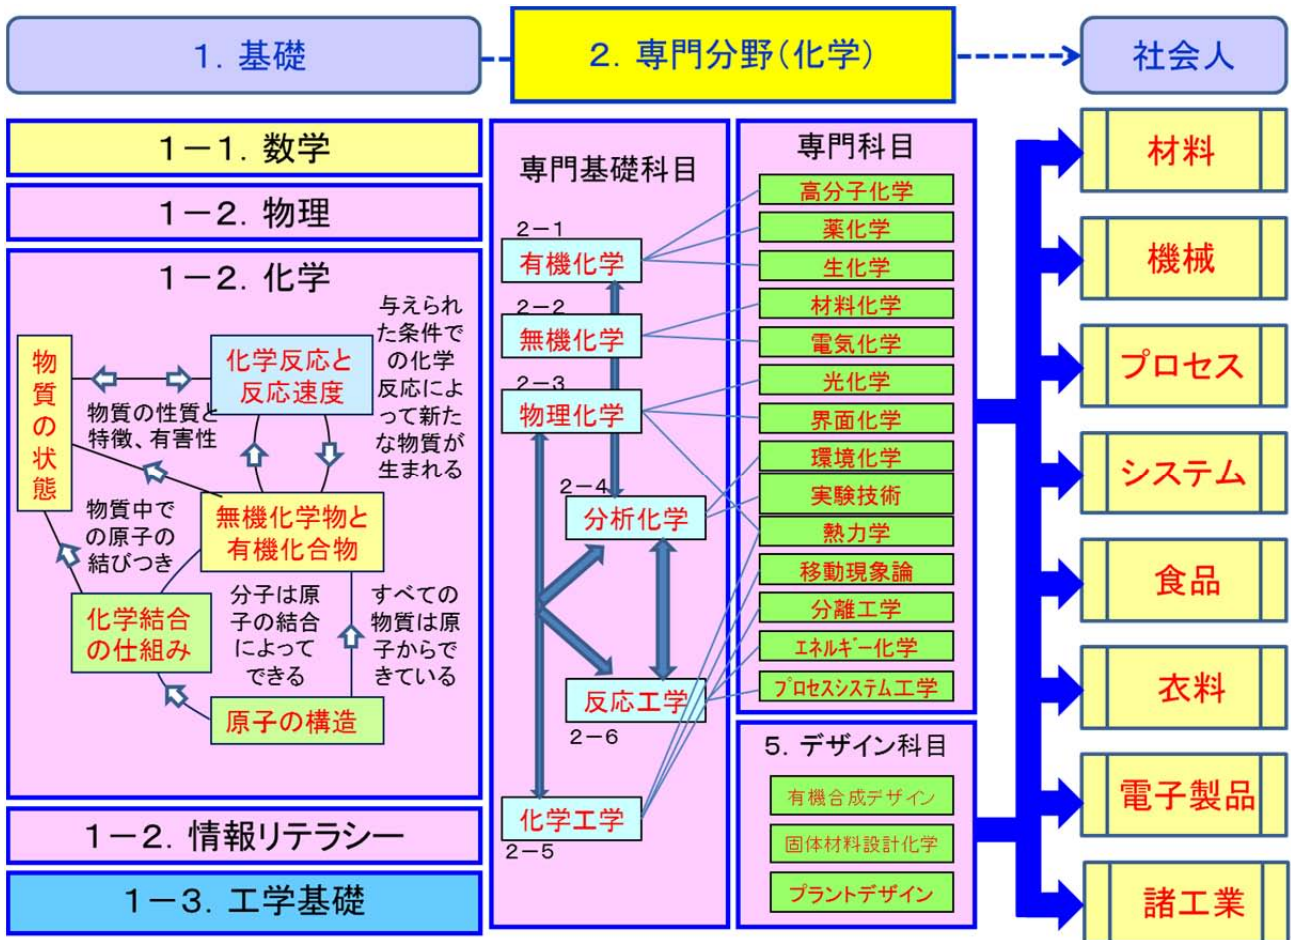 1. 基礎
2. 専門分野(化学)
社会人
1-1. 数学
1-2. 物理
1-2. 化学
物質の状態
化学反応と
反応速度
与えられ
た条件で
の化学
反応によ
って新た
な物質が
生まれる
物質の性質と
特徴、有害性
物質中で
の原子の
結びつき
無機化学物と
有機化合物
化学結合
の仕組み
分子は原
子の結合
によって
できる
すべての
物質は原
子からで
きている
原子の構造
1-2. 情報リテラシー
1-3. 工学基礎
専門基礎科目
2-1
有機化学
2-2
無機化学
2-3
物理化学
2-4
分析化学
反応工学
2-6
化学工学
2-5
専門科目
高分子化学
薬化学
生化学
材料化学
電気化学
光化学
界面化学
環境化学
実験技術
熱力学
移動現象論
分離工学
エネルギー化学
プロセスシステム工学
5. デザイン科目
有機合成デザイン
固体材料設計化学
プラントデザイン
材料
機械
プロセス
システム
食品
衣料
電子製品
諸工業